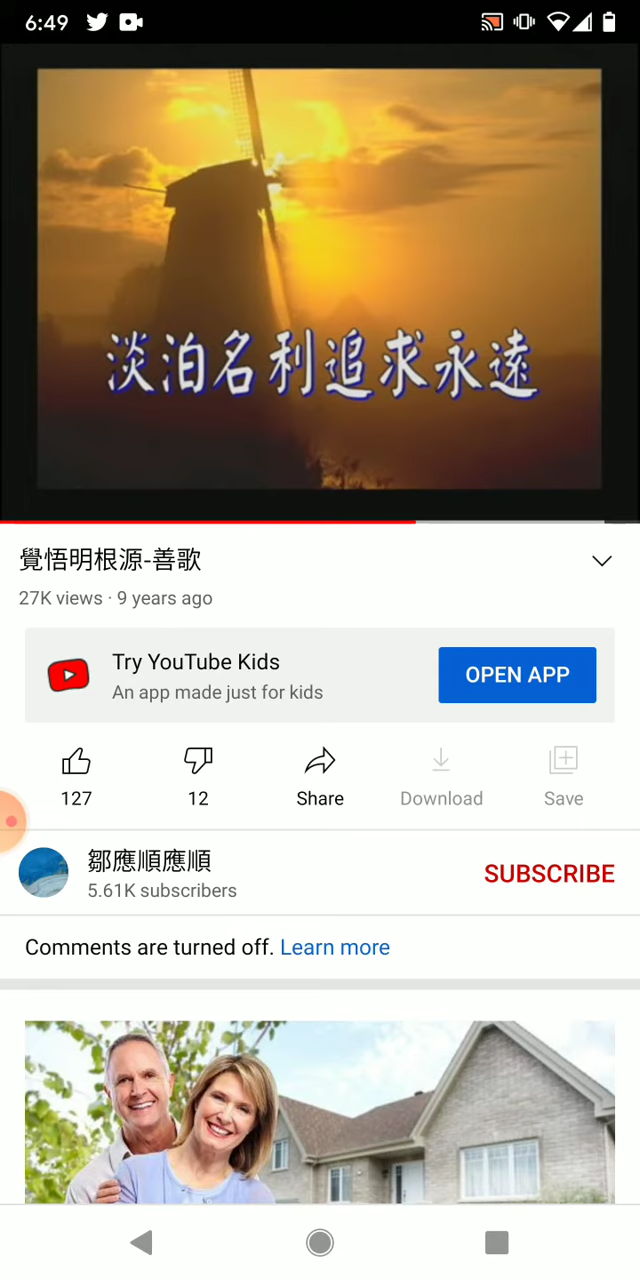 6:49
淡泊名利追求永遠
覺悟明根源-善歌
27K views · 9 years ago
Try YouTube Kids
An app made just for kids
OPEN APP
127
12
Share
Download
Save
鄒應順應順
5.61K subscribers
SUBSCRIBE
Comments are turned off. Learn more